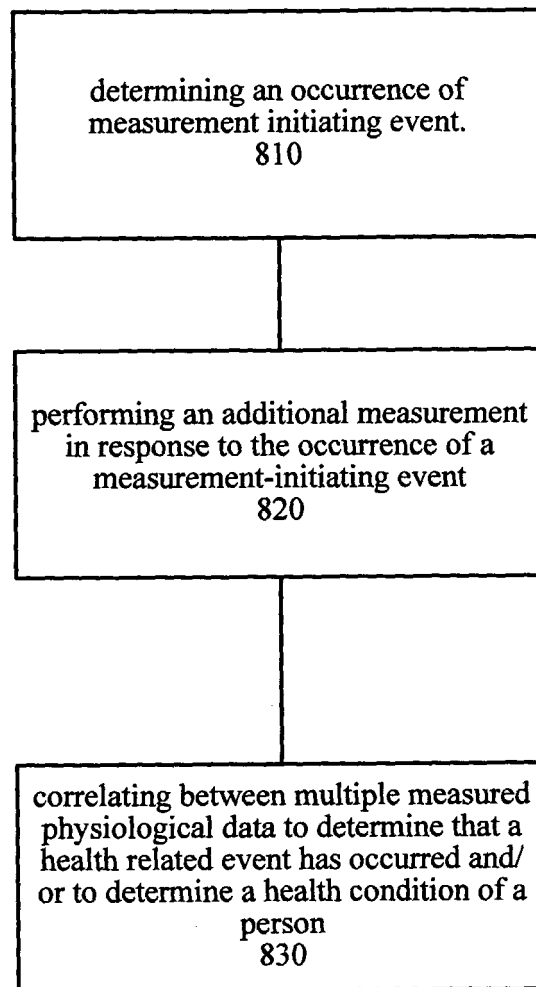 determining an occurrence of
measurement initiating event.
810
performing an additional measurement
in response to the occurrence of a
measurement-initiating event
820
correlating between multiple measured
physiological data to determine that a
health related event has occurred and/
or to determine a health condition of a
person
830